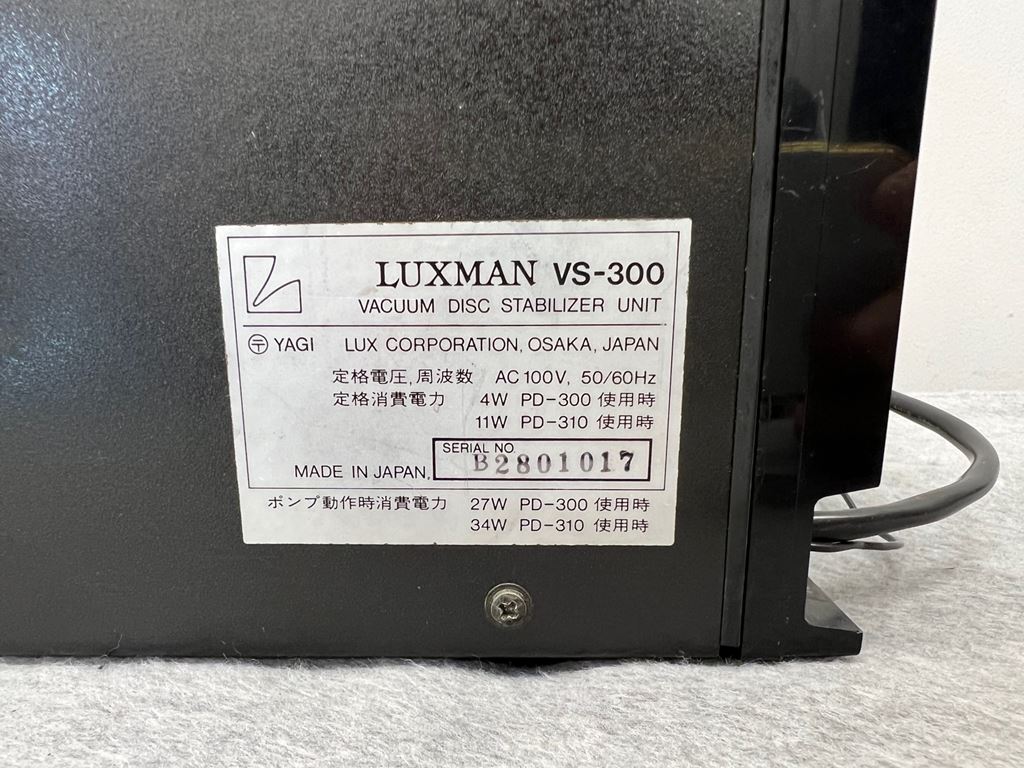 LUXMAN VS-300
VACUUM DISC STABILIZER UNIT
〶 YAGI LUX CORPORATION, OSAKA, JAPAN
定格電圧,周波数 AC 100V, 50/60Hz
定格消費電力 4W PD-300 使用時
11W PD-310 使用時
SERIAL NO.
MADE IN JAPAN. B2801017
ポンプ動作時消費電力 27W PD-300 使用時
34W PD-310 使用時